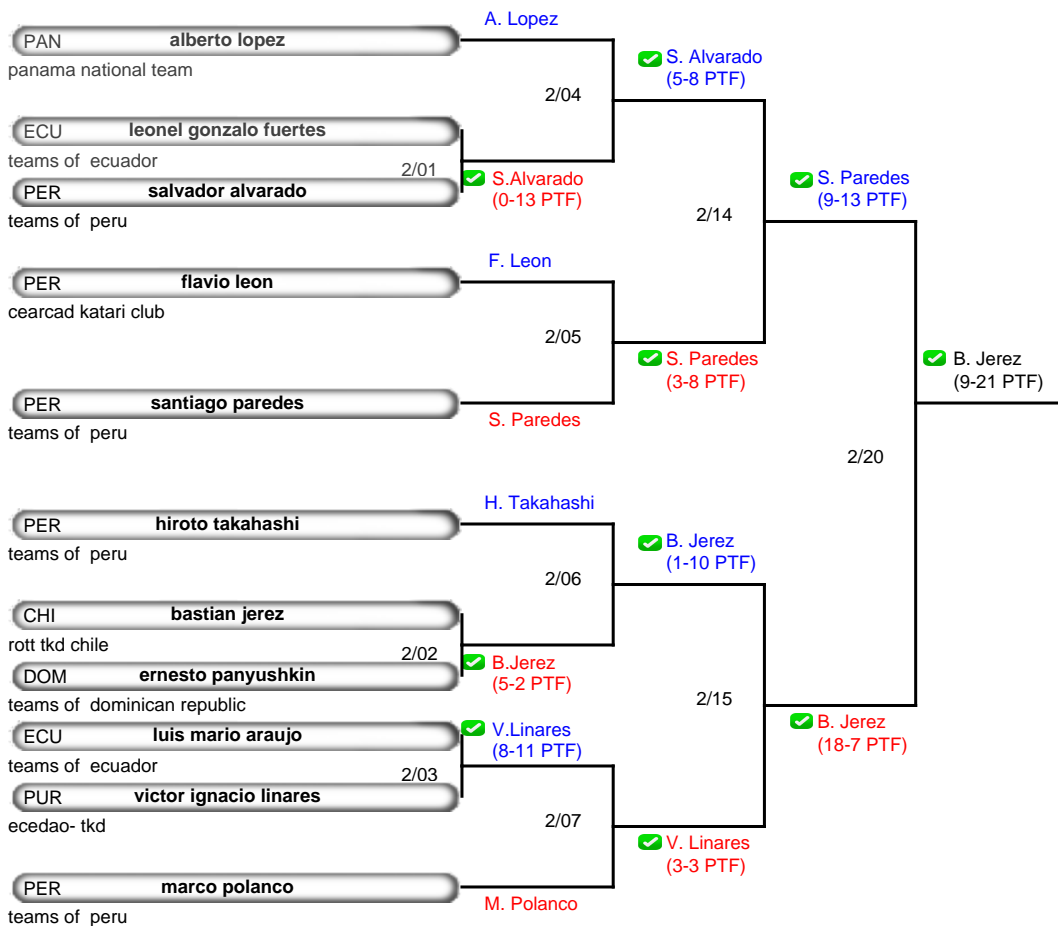 A. Lopez
PAN alberto lopez
panama national team
S. Alvarado
(5-8 PTF)
2/04
ECU leonel gonzalo fuertes
teams of ecuador
2/01
PER salvador alvarado
teams of peru
S.Alvarado
(0-13 PTF)
S. Paredes
(9-13 PTF)
2/14
F. Leon
PER flavio leon
cearcad katari club
2/05
S. Paredes
(3-8 PTF)
B. Jerez
(9-21 PTF)
PER santiago paredes
teams of peru
S. Paredes
2/20
H. Takahashi
PER hiroto takahashi
teams of peru
B. Jerez
(1-10 PTF)
2/06
CHI bastian jerez
rott tkd chile
2/02
DOM ernesto panyushkin
teams of dominican republic
B.Jerez
(5-2 PTF)
2/15
B. Jerez
(18-7 PTF)
ECU luis mario araujo
teams of ecuador
V.Linares
(8-11 PTF)
2/03
PUR victor ignacio linares
ecedao- tkd
2/07
V. Linares
(3-3 PTF)
PER marco polanco
teams of peru
M. Polanco